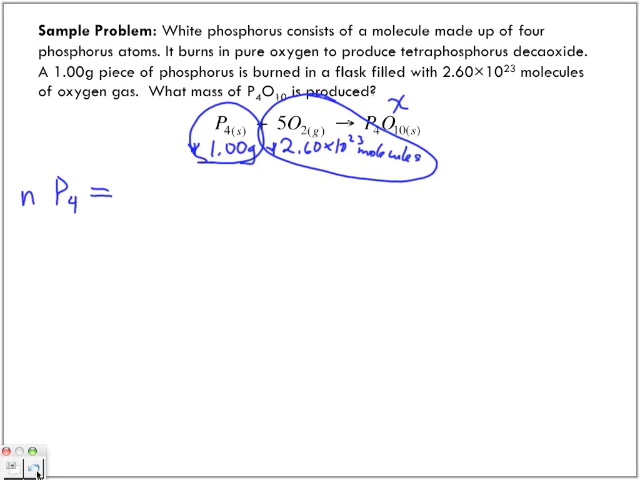 Sample Problem: White phosphorus consists of a molecule made up of four
phosphorus atoms. It burns in pure oxygen to produce tetraphosphorus decaoxide.
A 1.00g piece of phosphorus is burned in a flask filled with 2.60×10²³ molecules
of oxygen gas. What mass of P₄O₁₀ is produced?
x
P₄₍ₛ₎ + 5O₂₍g₎ → P₄O₁₀₍ₛ₎
1.00g 2.60×10²³ molecules
n P₄ =